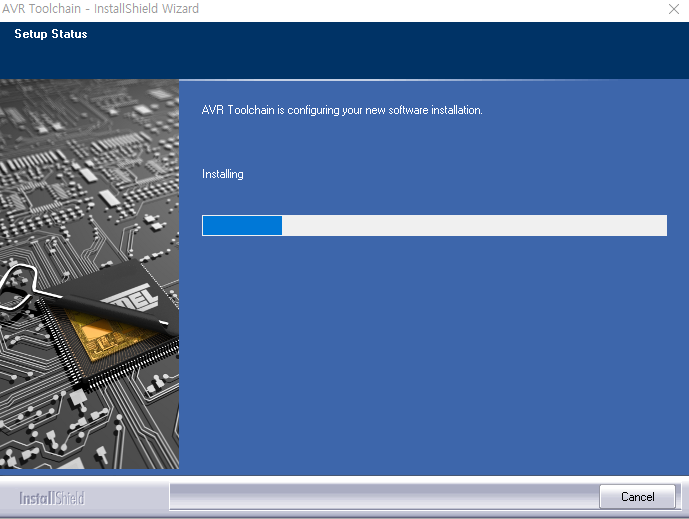 AVR Toolchain - InstallShield Wizard
Setup Status
AVR Toolchain is configuring your new software installation.
Installing
InstallShield
Cancel